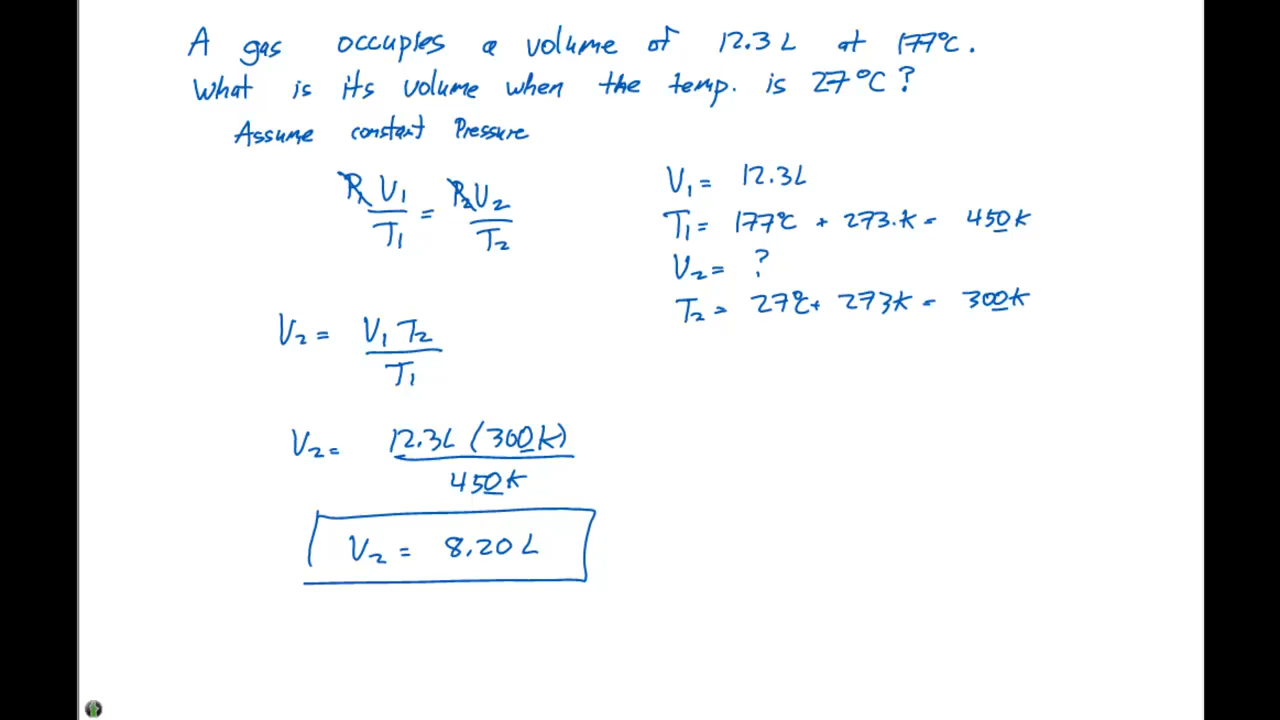 A gas occupies a volume of 12.3 L at 177°C.
What is its volume when the temp. is 27°C?
Assume constant Pressure
P₁V₁/T₁ = P₂V₂/T₂
V₁ = 12.3L
T₁ = 177°C + 273.K = 450K
V₂ = ?
T₂ = 27°C + 273K = 300K
V₂ = V₁T₂/T₁
V₂ = 12.3L (300K)/450K
V₂ = 8.20 L